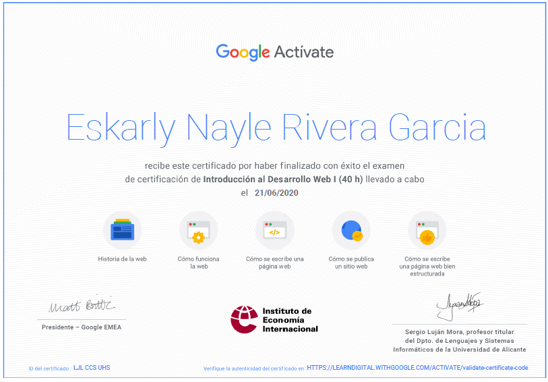 Google Actívate
Eskarly Nayle Rivera Garcia
recibe este certificado por haber finalizado con éxito el examen
de certificación de Introducción al Desarrollo Web I (40 h) llevado a cabo
el 21/06/2020
Historia de la web
Cómo funciona
la web
Cómo se escribe una
página web
</>
Cómo se publica
un sitio web
Cómo se escribe
una página web bien
estructurada
Presidente – Google EMEA
Instituto de
Economía
Internacional
Sergio Luján Mora, profesor titular
del Dpto. de Lenguajes y Sistemas
Informáticos de la Universidad de Alicante
ID del certificado: LJL CCS UHS
Verifique la autenticidad del certificado en: HTTPS://LEARNDIGITAL.WITHGOOGLE.COM/ACTIVATE/validate-certificate-code